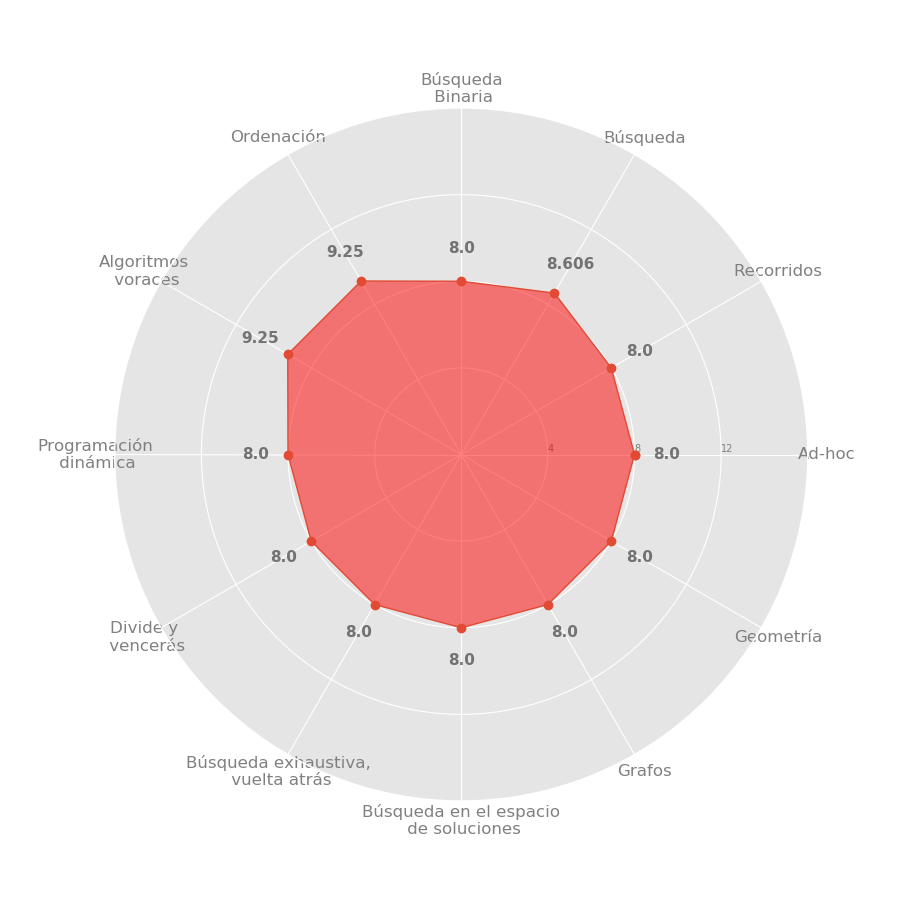 Búsqueda
Binaria
Ordenación
Búsqueda
9.25
8.0
8.606
Algoritmos
voraces
Recorridos
9.25
8.0
Programación
dinámica
8.0
4
8
8.0
12
Ad-hoc
8.0
8.0
Divide y
vencerás
Geometría
8.0
8.0
8.0
Búsqueda exhaustiva,
vuelta atrás
Grafos
Búsqueda en el espacio
de soluciones